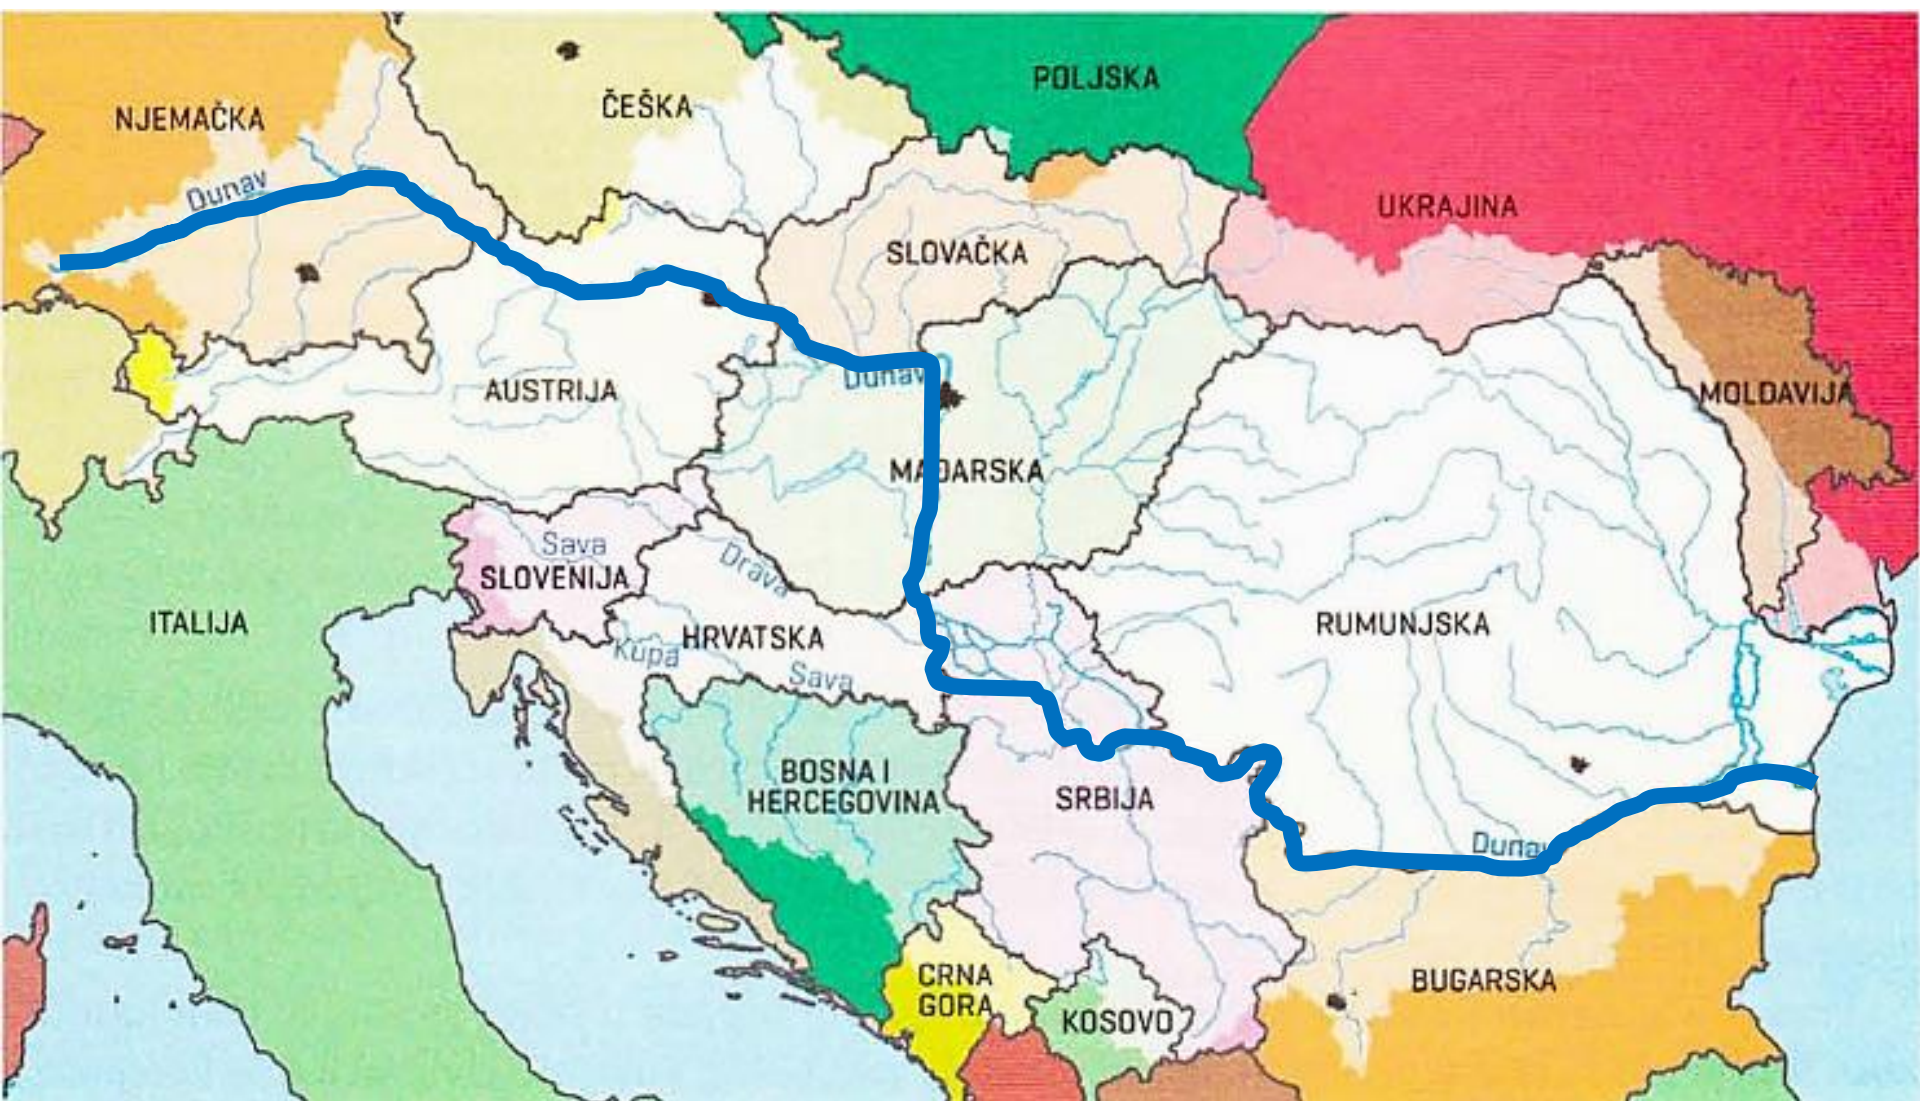 POLJSKA
ČEŠKA
NJEMAČKA
Dunav
UKRAJINA
SLOVAČKA
Dunav
AUSTRIJA
MOLDAVIJA
MAĐARSKA
Sava
SLOVENIJA
Drava
ITALIJA
HRVATSKA
Kupa
Sava
RUMUNJSKA
BOSNA I
HERCEGOVINA
SRBIJA
Dunav
CRNA
GORA
KOSOVO
BUGARSKA